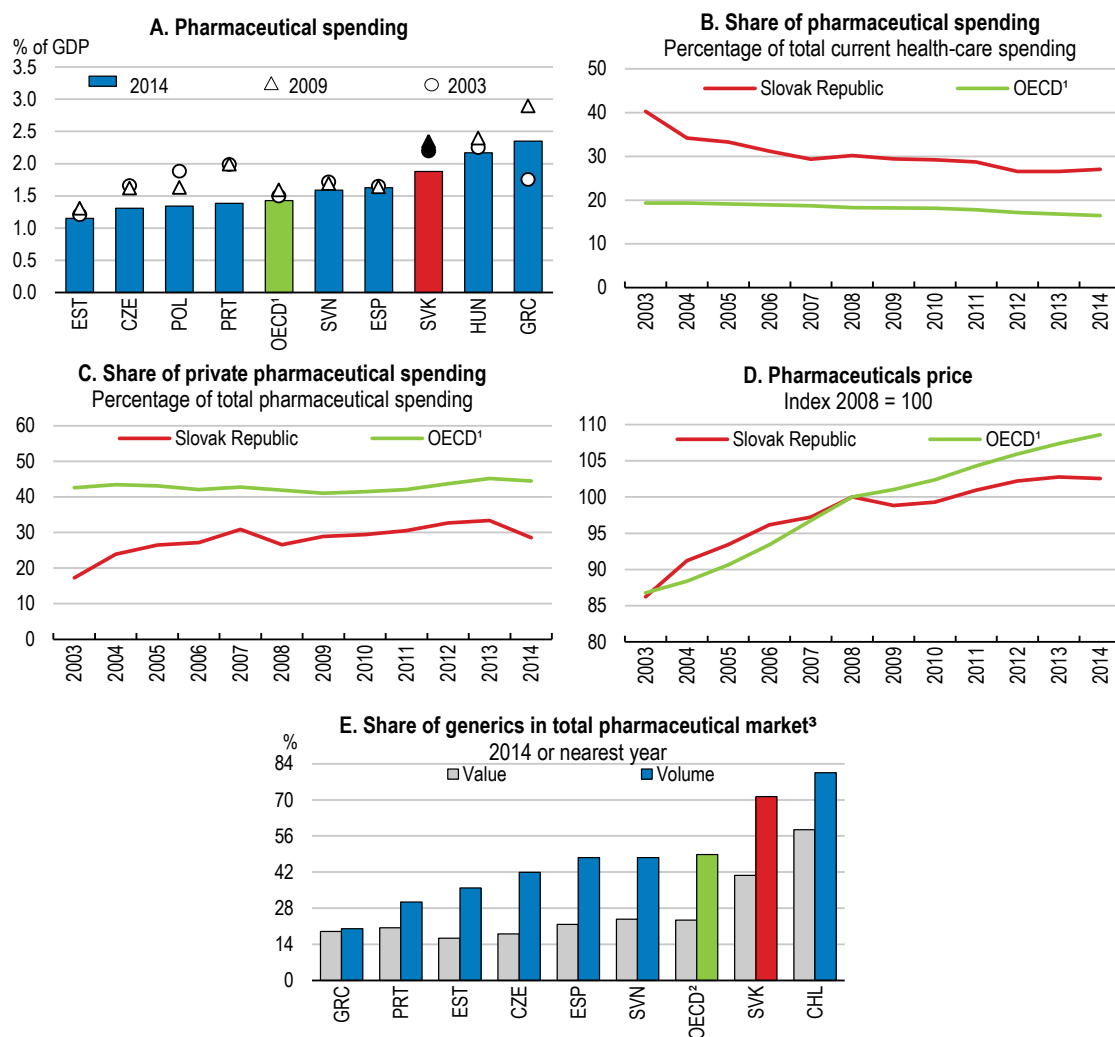 A. Pharmaceutical spending
% of GDP
3.5
3.0
2.5
2.0
1.5
1.0
0.5
0.0
2014
2009
2003
EST
CZE
POL
PRT
OECD¹
SVN
ESP
SVK
HUN
GRC
B. Share of pharmaceutical spending
Percentage of total current health-care spending
50
40
30
20
10
0
Slovak Republic
OECD¹
2003
2004
2005
2006
2007
2008
2009
2010
2011
2012
2013
2014
C. Share of private pharmaceutical spending
Percentage of total pharmaceutical spending
60
50
40
30
20
10
0
Slovak Republic
OECD¹
2003
2004
2005
2006
2007
2008
2009
2010
2011
2012
2013
2014
D. Pharmaceuticals price
Index 2008 = 100
110
105
100
95
90
85
80
Slovak Republic
OECD¹
2003
2004
2005
2006
2007
2008
2009
2010
2011
2012
2013
2014
E. Share of generics in total pharmaceutical market³
2014 or nearest year
%
84
70
56
42
28
14
0
Value
Volume
GRC
PRT
EST
CZE
ESP
SVN
OECD²
SVK
CHL